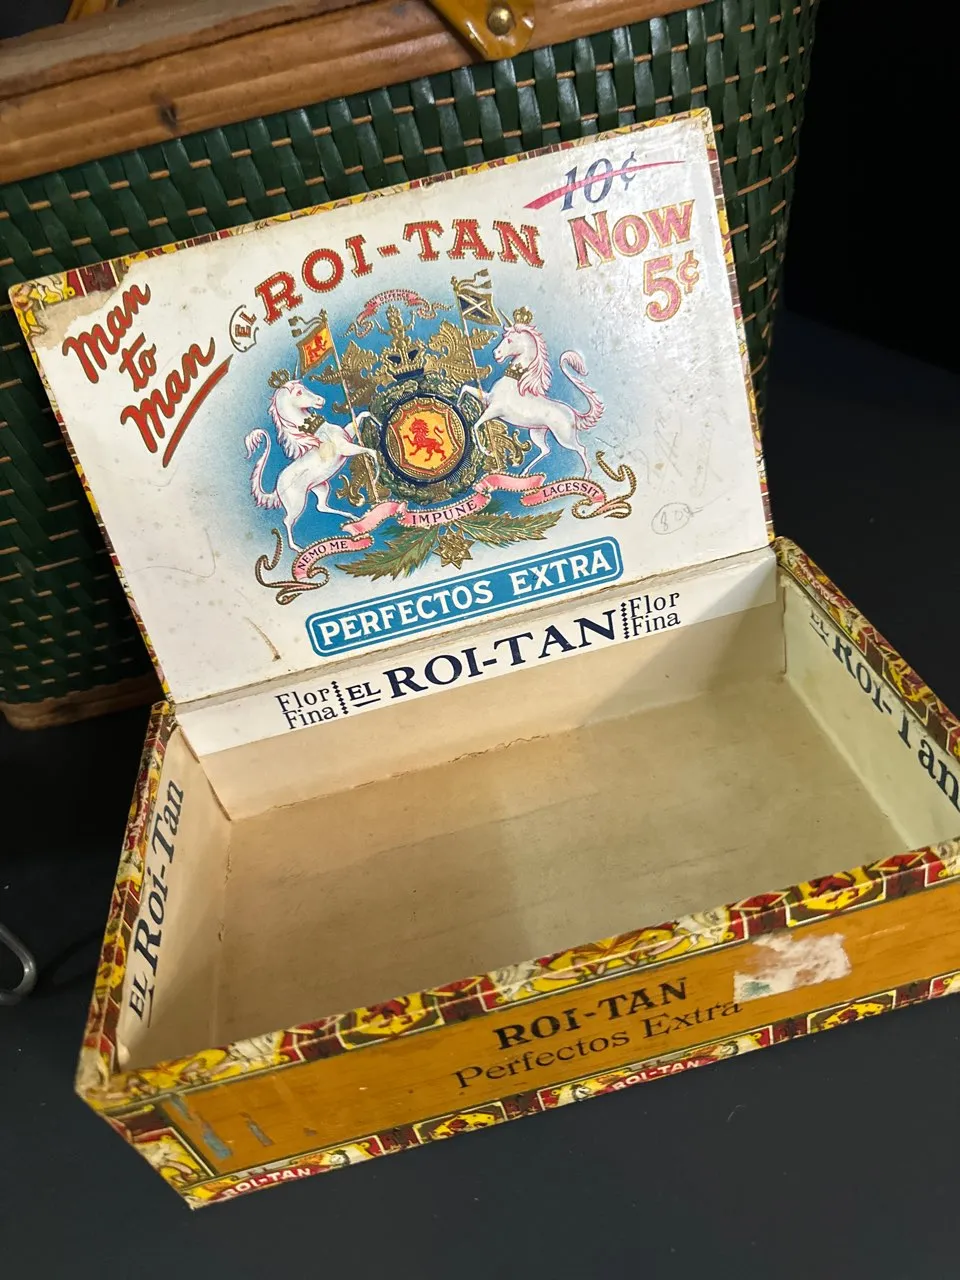 Man
to
Man
EL ROI-TAN
10¢
Now
5¢
NEMO ME IMPUNE LACESSIT
PERFECTOS EXTRA
Flor Fina EL ROI-TAN Flor Fina
EL ROI-TAN
EL ROI-TAN
ROI-TAN
Perfectos Extra
ROI-TAN
ROI-TAN